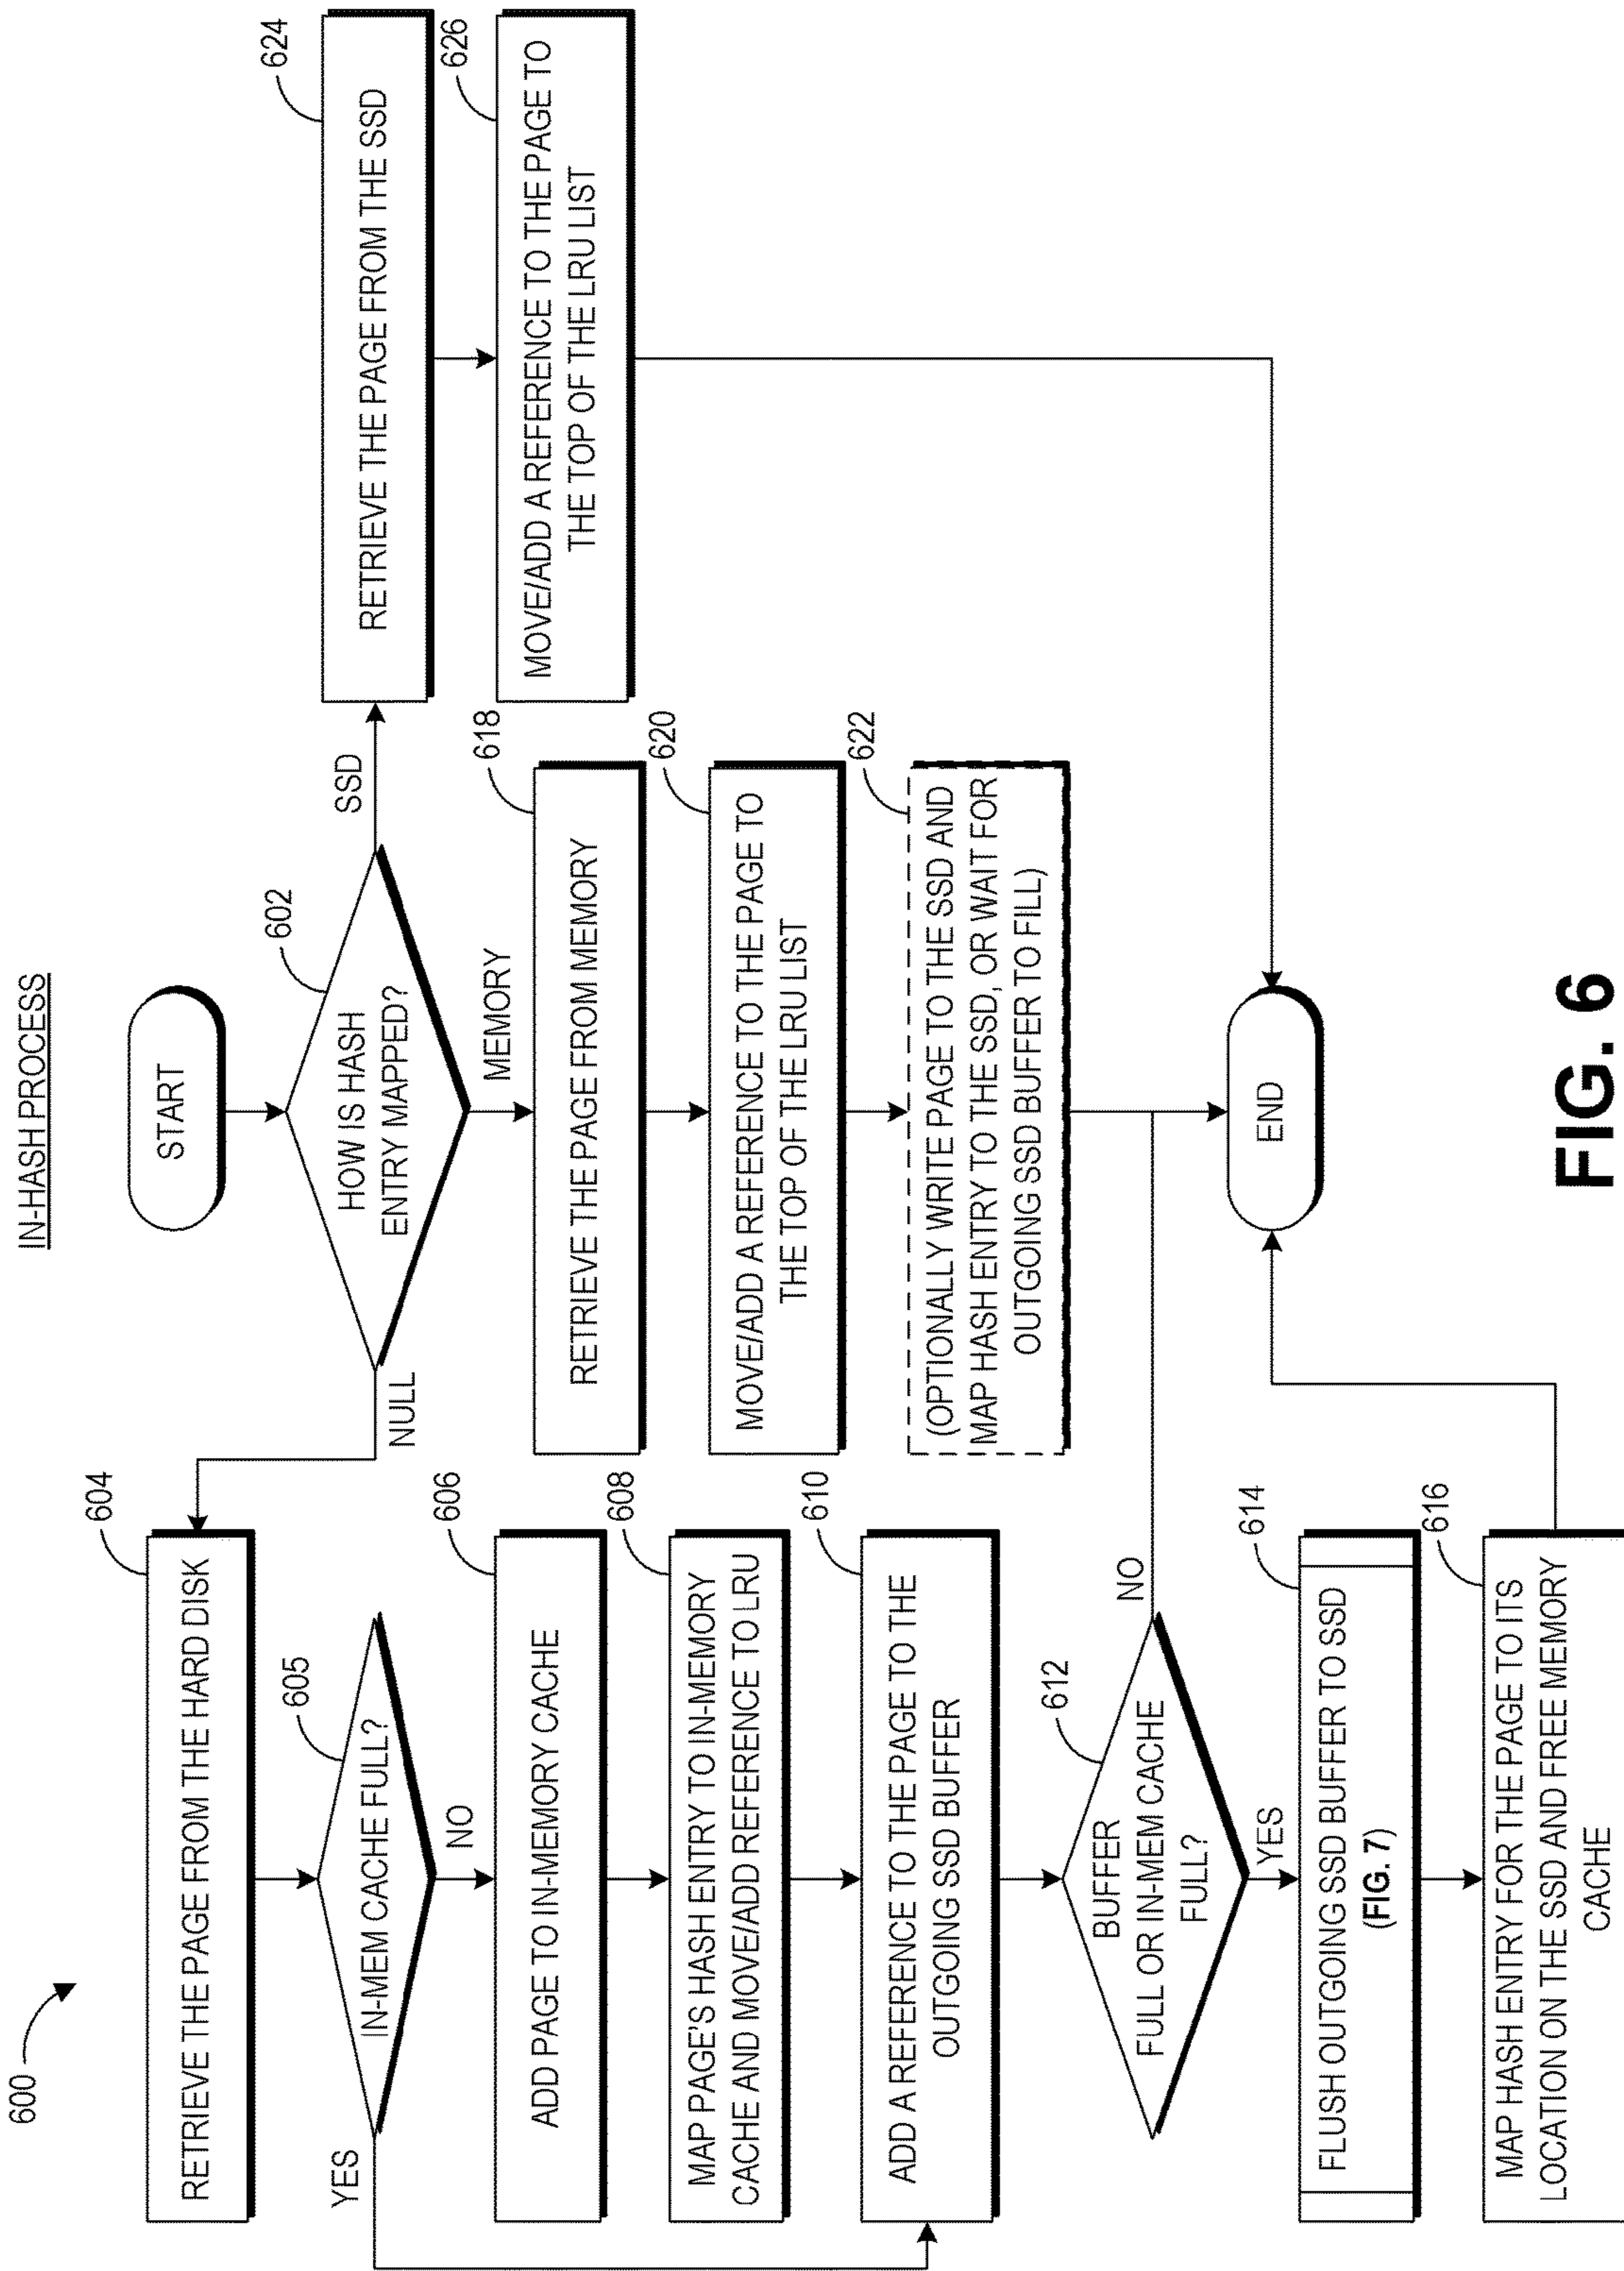 IN-HASH PROCESS
600
START
602
HOW IS HASH
ENTRY MAPPED?
NULL
MEMORY
SSD
604
RETRIEVE THE PAGE FROM THE HARD DISK
605
IN-MEM CACHE FULL?
YES
NO
606
ADD PAGE TO IN-MEMORY CACHE
608
MAP PAGE'S HASH ENTRY TO IN-MEMORY
CACHE AND MOVE/ADD REFERENCE TO LRU
610
ADD A REFERENCE TO THE PAGE TO THE
OUTGOING SSD BUFFER
612
BUFFER
FULL OR IN-MEM CACHE
FULL?
NO
YES
614
FLUSH OUTGOING SSD BUFFER TO SSD
(FIG. 7)
616
MAP HASH ENTRY FOR THE PAGE TO ITS
LOCATION ON THE SSD AND FREE MEMORY
CACHE
618
RETRIEVE THE PAGE FROM MEMORY
620
MOVE/ADD A REFERENCE TO THE PAGE TO
THE TOP OF THE LRU LIST
622
(OPTIONALLY WRITE PAGE TO THE SSD AND
MAP HASH ENTRY TO THE SSD, OR WAIT FOR
OUTGOING SSD BUFFER TO FILL)
624
RETRIEVE THE PAGE FROM THE SSD
626
MOVE/ADD A REFERENCE TO THE PAGE TO
THE TOP OF THE LRU LIST
END
FIG. 6